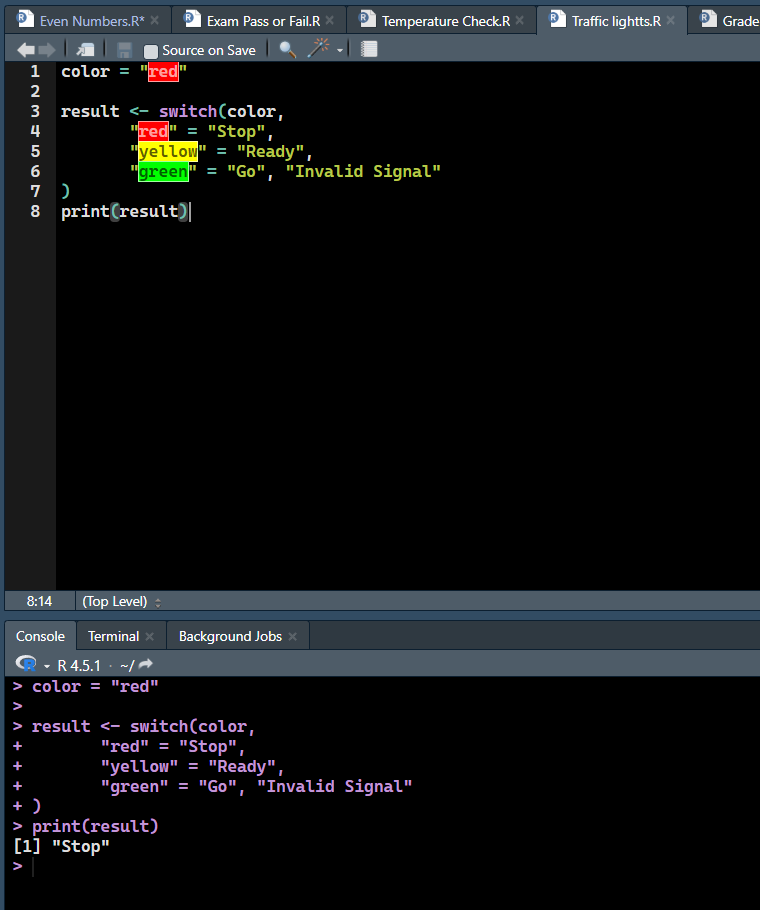 Even Numbers.R* × Exam Pass or Fail.R × Temperature Check.R × Traffic lightts.R × Grade
Source on Save
1 color = "red"
2
3 result <- switch(color,
4        "red" = "Stop",
5        "yellow" = "Ready",
6        "green" = "Go", "Invalid Signal"
7 )
8 print(result)
8:14 (Top Level)
Console Terminal × Background Jobs ×
R R 4.5.1 · ~/
> color = "red"
>
> result <- switch(color,
+        "red" = "Stop",
+        "yellow" = "Ready",
+        "green" = "Go", "Invalid Signal"
+ )
> print(result)
[1] "Stop"
>